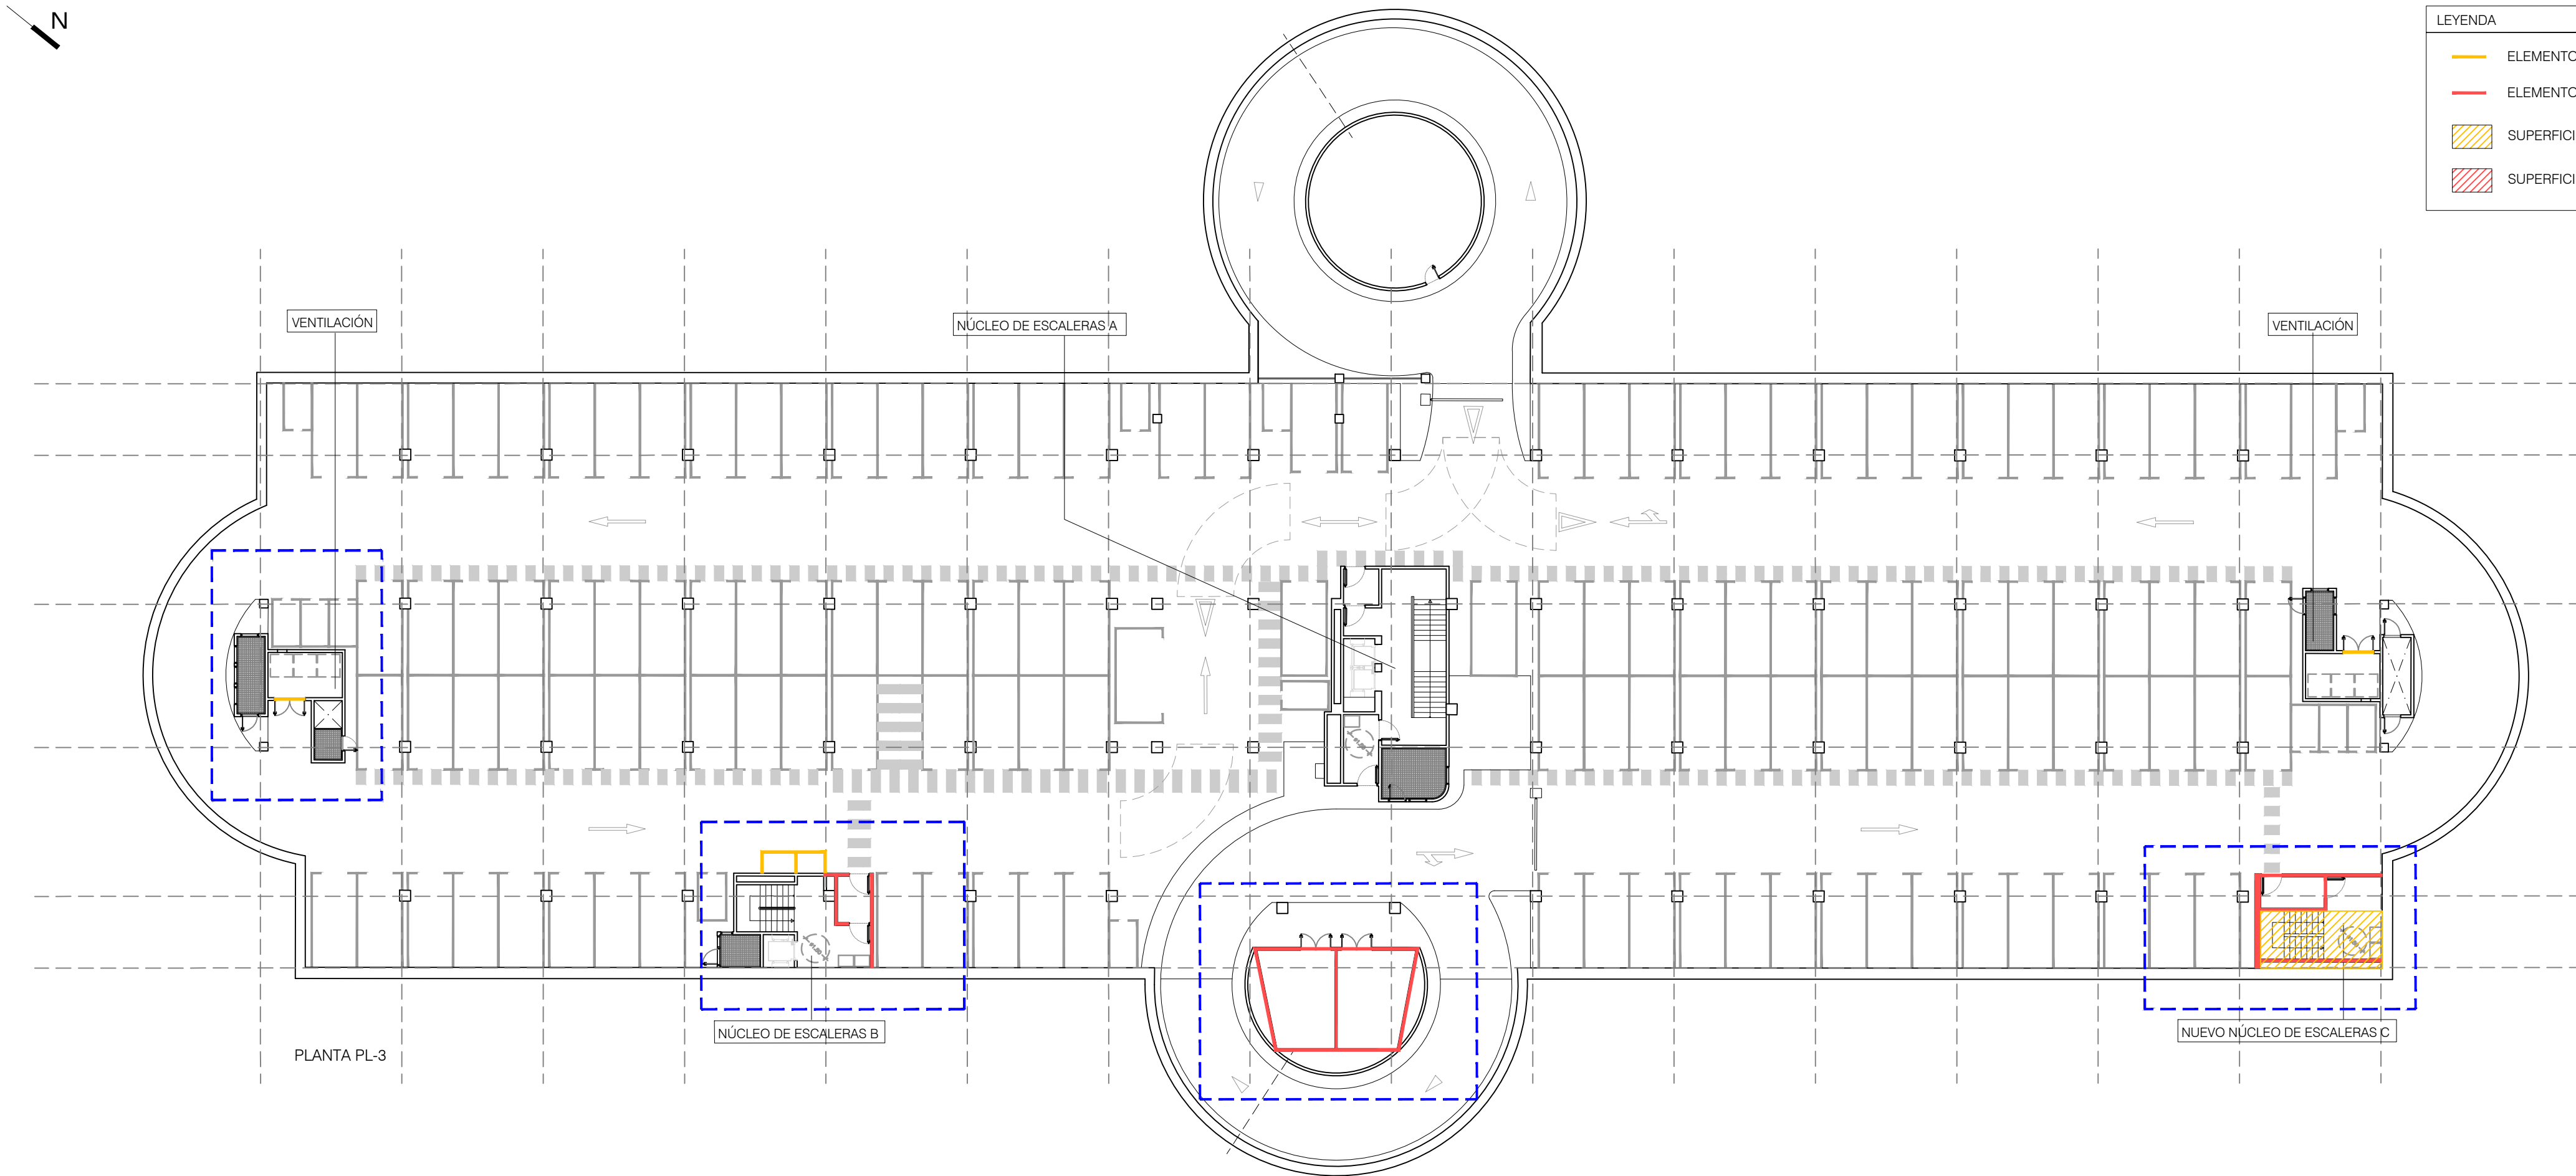 N
LEYENDA
ELEMENTO
ELEMENTO
SUPERFICI
SUPERFICI
VENTILACIÓN
NÚCLEO DE ESCALERAS A
VENTILACIÓN
NÚCLEO DE ESCALERAS B
NUEVO NÚCLEO DE ESCALERAS C
PLANTA PL-3